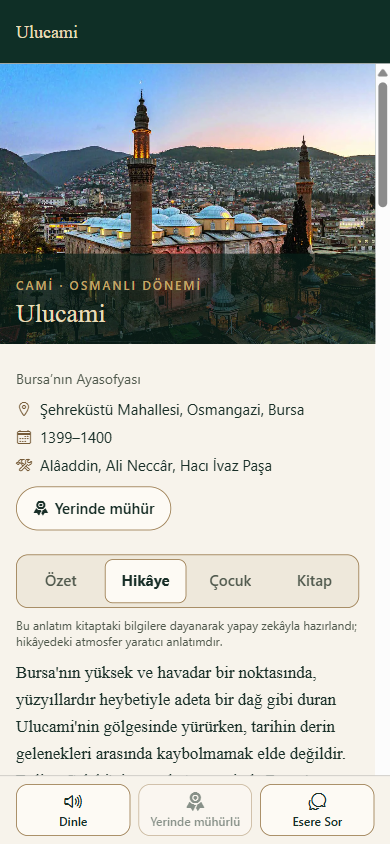 Ulucami
CAMİ · OSMANLI DÖNEMİ
Ulucami
Bursa'nın Ayasofyası
Şehreküstü Mahallesi, Osmangazi, Bursa
1399–1400
Alâaddin, Ali Neccâr, Hacı İvaz Paşa
Yerinde mühür
Özet Hikâye Çocuk Kitap
Bu anlatım kitaptaki bilgilere dayanarak yapay zekâyla hazırlandı;
hikâyedeki atmosfer yaratıcı anlatımdır.
Bursa'nın yüksek ve havadar bir noktasında,
yüzyıllardır heybetiyle adeta bir dağ gibi duran
Ulucami'nin gölgesinde yürürken, tarihin derin
gelenekleri arasında kaybolmamak elde değildir.
Dinle Yerinde mühürlü Esere Sor